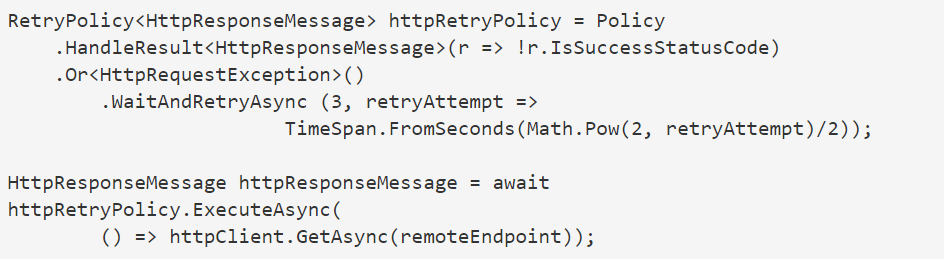 RetryPolicy<HttpResponseMessage> httpRetryPolicy = Policy
    .HandleResult<HttpResponseMessage>(r => !r.IsSuccessStatusCode)
    .Or<HttpRequestException>()
        .WaitAndRetryAsync (3, retryAttempt =>
                        TimeSpan.FromSeconds(Math.Pow(2, retryAttempt)/2));

HttpResponseMessage httpResponseMessage = await
httpRetryPolicy.ExecuteAsync(
        () => httpClient.GetAsync(remoteEndpoint));